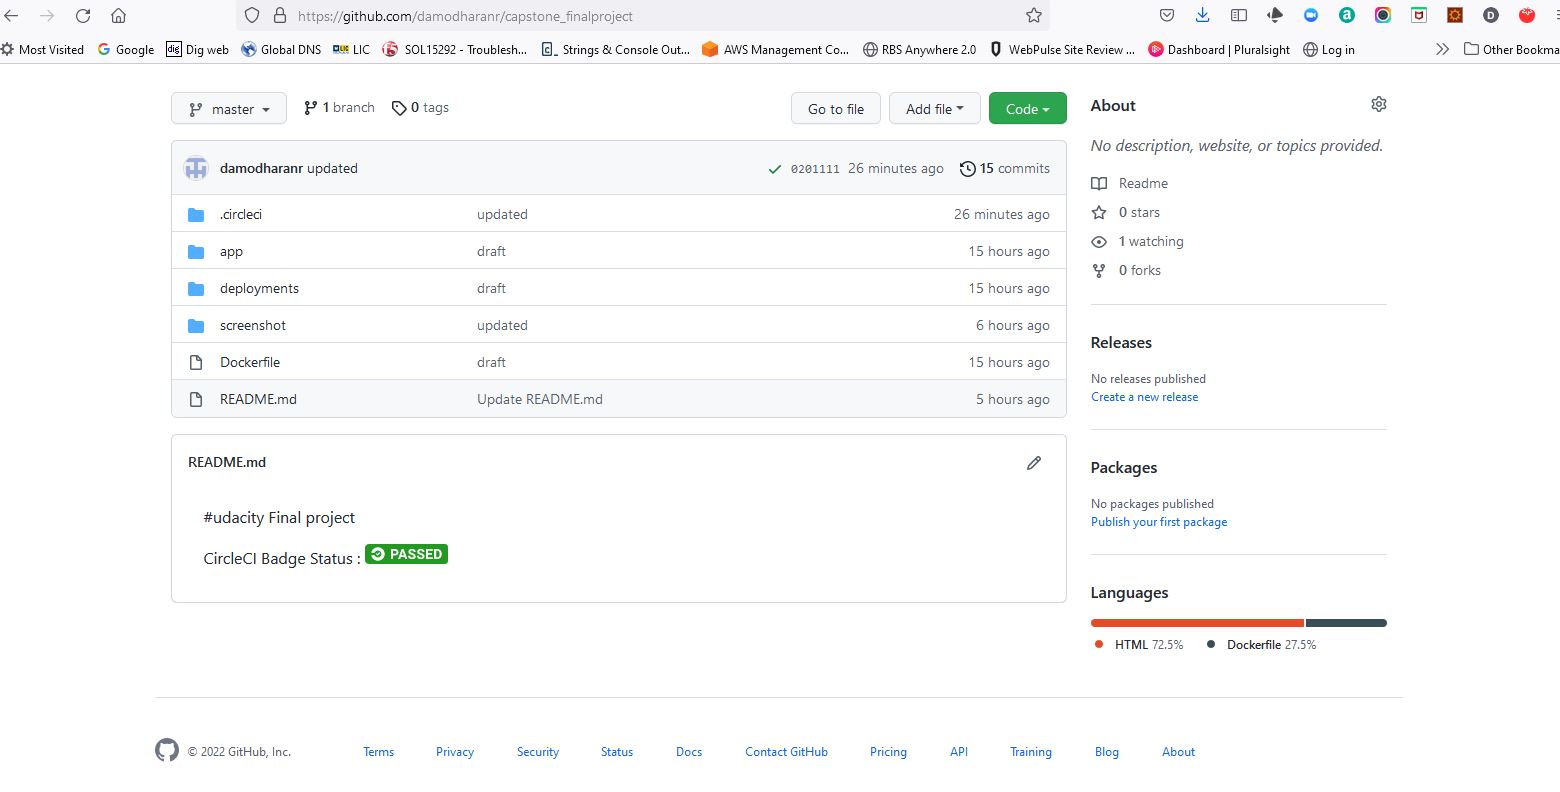 https://github.com/damodharanr/capstone_finalproject
Most Visited Google dig Dig web Global DNS LIC LIC SOL15292 - Troublesh... Strings & Console Out... AWS Management Co... RBS Anywhere 2.0 WebPulse Site Review ... Dashboard | Pluralsight Log in Other Bookma
master 1 branch 0 tags Go to file Add file Code
damodharanr updated 0201111 26 minutes ago 15 commits
.circleci updated 26 minutes ago
app draft 15 hours ago
deployments draft 15 hours ago
screenshot updated 6 hours ago
Dockerfile draft 15 hours ago
README.md Update README.md 5 hours ago
README.md
#udacity Final project
CircleCI Badge Status : PASSED
About
No description, website, or topics provided.
Readme
0 stars
1 watching
0 forks
Releases
No releases published
Create a new release
Packages
No packages published
Publish your first package
Languages
HTML 72.5% Dockerfile 27.5%
© 2022 GitHub, Inc. Terms Privacy Security Status Docs Contact GitHub Pricing API Training Blog About